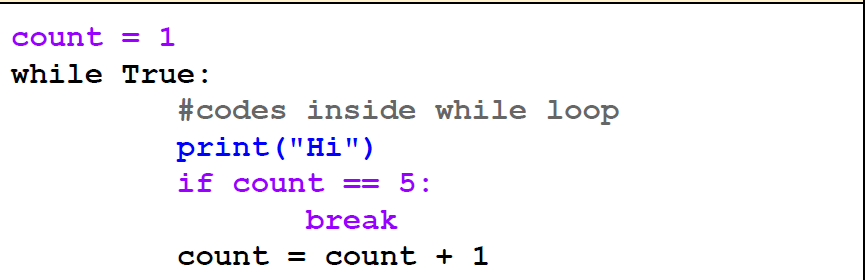 count = 1
while True:
#codes inside while loop
print("Hi")
if count == 5:
break
count = count + 1